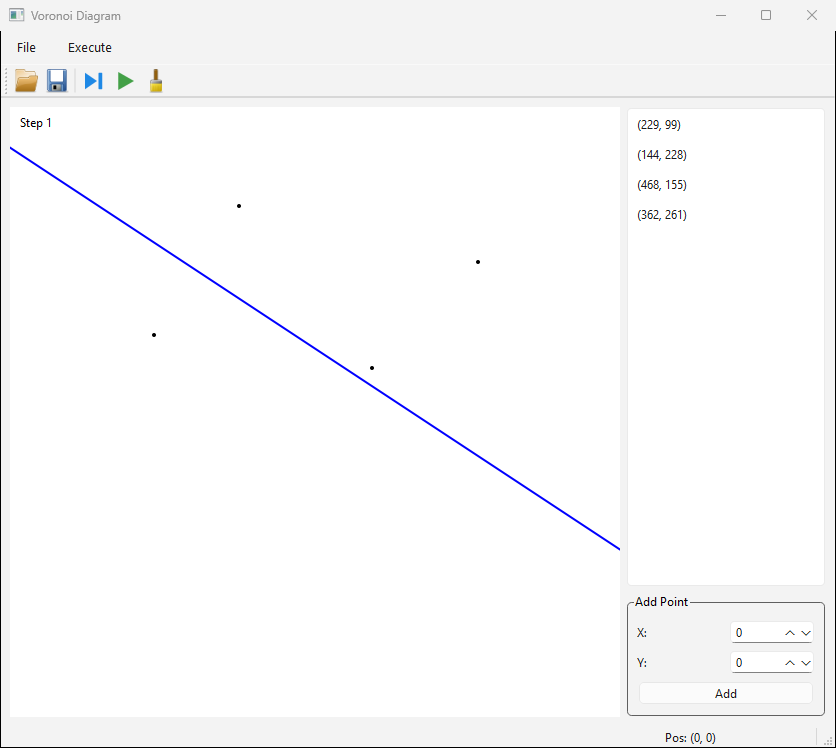 Voronoi Diagram
File Execute
Step 1
(229, 99)
(144, 228)
(468, 155)
(362, 261)
Add Point
X: 0
Y: 0
Add
Pos: (0, 0)